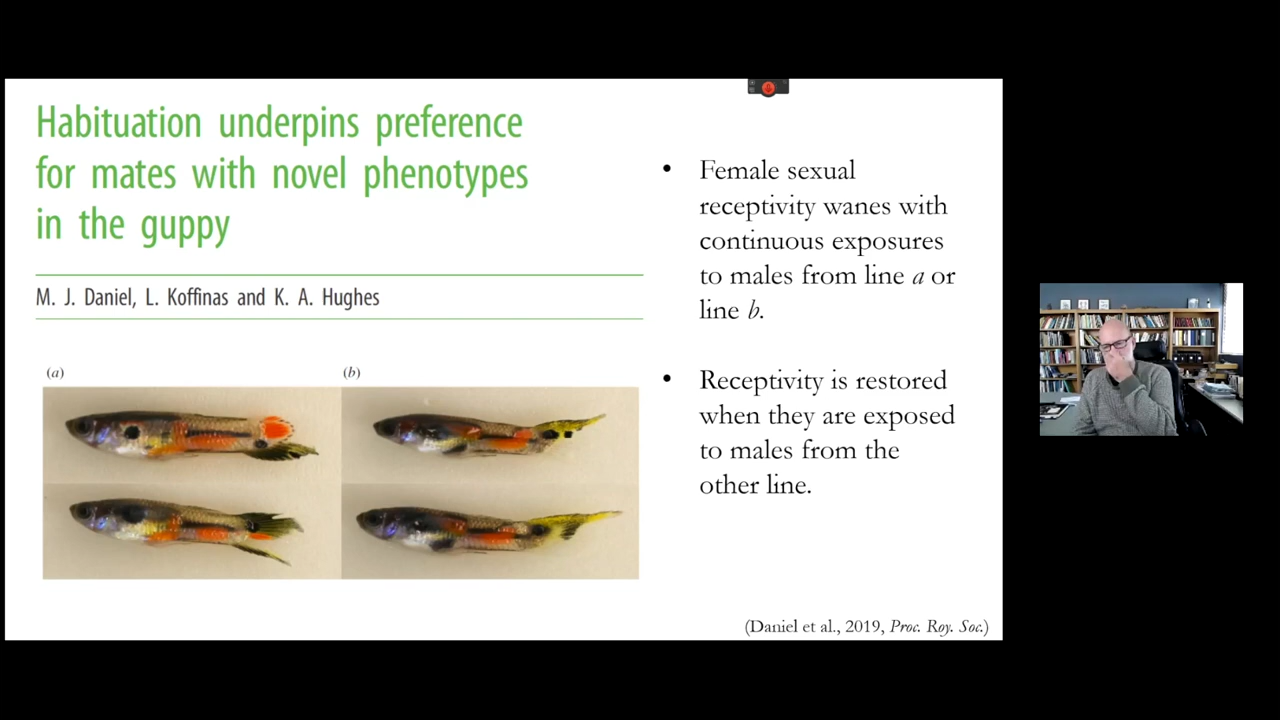 Habituation underpins preference
for mates with novel phenotypes
in the guppy
M. J. Daniel, L. Koffinas and K. A. Hughes
(a)
(b)
• Female sexual
receptivity wanes with
continuous exposures
to males from line a or
line b.
• Receptivity is restored
when they are exposed
to males from the
other line.
(Daniel et al., 2019, Proc. Roy. Soc.)